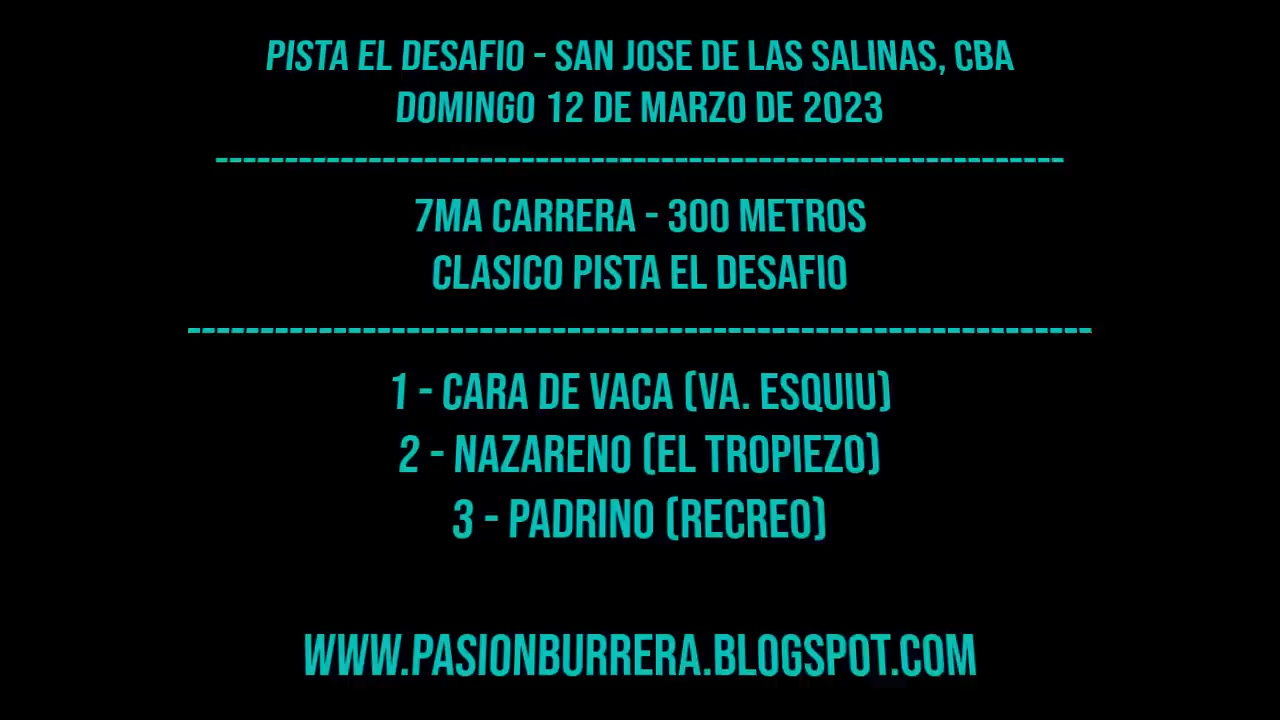 PISTA EL DESAFIO - SAN JOSE DE LAS SALINAS, CBA
DOMINGO 12 DE MARZO DE 2023
7MA CARRERA - 300 METROS
CLASICO PISTA EL DESAFIO
1 - CARA DE VACA (VA. ESQUIU)
2 - NAZARENO (EL TROPIEZO)
3 - PADRINO (RECREO)
WWW.PASIONBURRERA.BLOGSPOT.COM